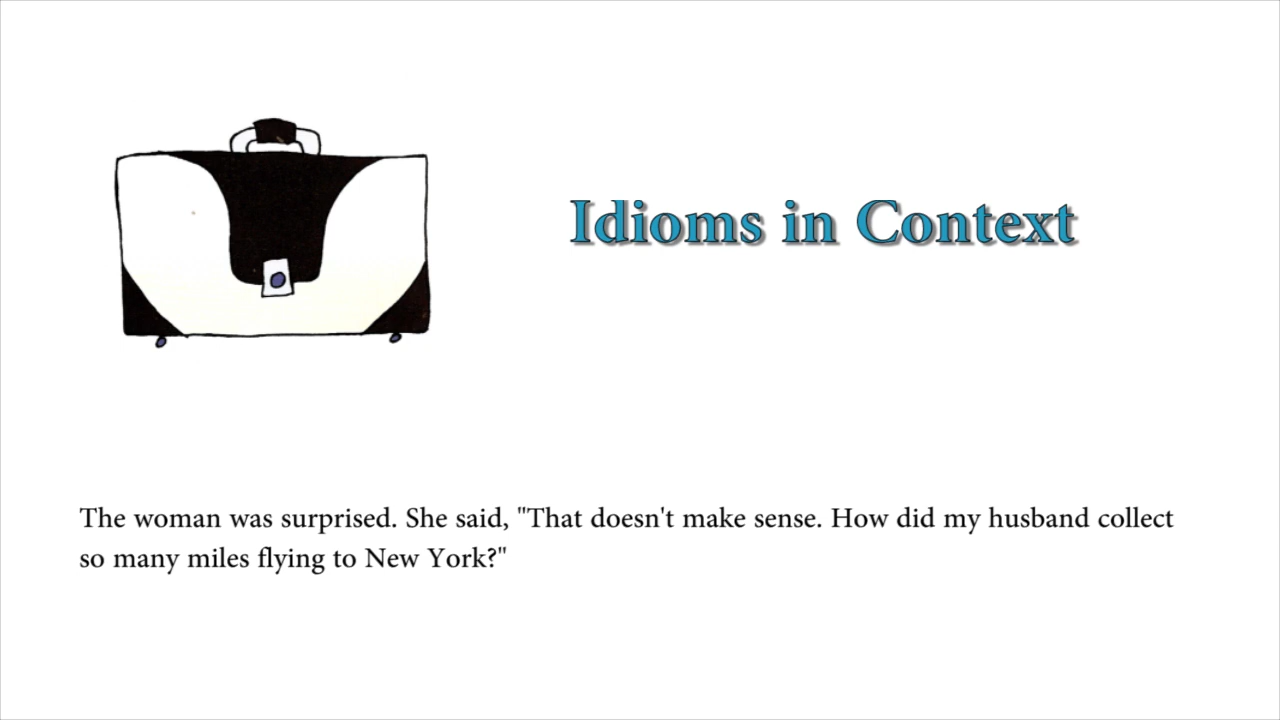 Idioms in Context
The woman was surprised. She said, "That doesn't make sense. How did my husband collect
so many miles flying to New York?"